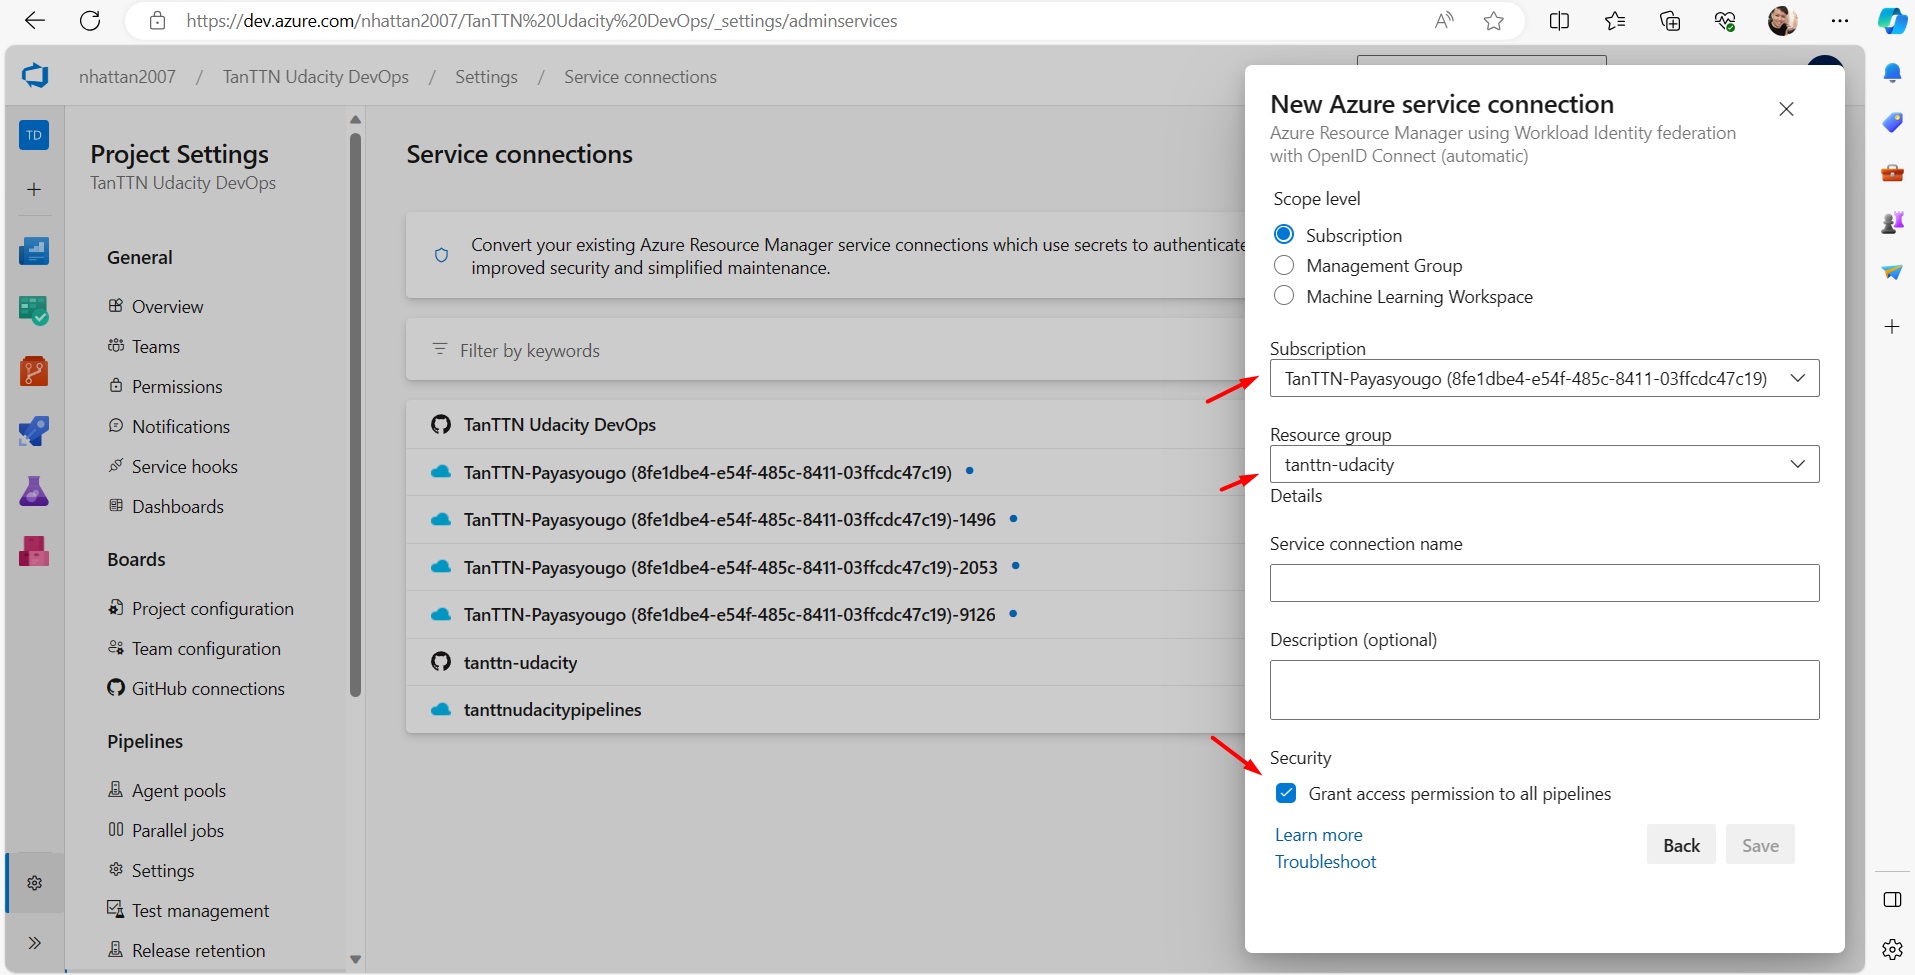 https://dev.azure.com/nhattan2007/TanTTN%20Udacity%20DevOps/_settings/adminservices
nhattan2007 / TanTTN Udacity DevOps / Settings / Service connections
TD
Project Settings
TanTTN Udacity DevOps
General
Overview
Teams
Permissions
Notifications
Service hooks
Dashboards
Boards
Project configuration
Team configuration
GitHub connections
Pipelines
Agent pools
Parallel jobs
Settings
Test management
Release retention
Service connections
Convert your existing Azure Resource Manager service connections which use secrets to authenticate
improved security and simplified maintenance.
Filter by keywords
TanTTN Udacity DevOps
TanTTN-Payasyougo (8fe1dbe4-e54f-485c-8411-03ffcdc47c19)
TanTTN-Payasyougo (8fe1dbe4-e54f-485c-8411-03ffcdc47c19)-1496
TanTTN-Payasyougo (8fe1dbe4-e54f-485c-8411-03ffcdc47c19)-2053
TanTTN-Payasyougo (8fe1dbe4-e54f-485c-8411-03ffcdc47c19)-9126
tanttn-udacity
tanttnudacitypipelines
New Azure service connection
Azure Resource Manager using Workload Identity federation
with OpenID Connect (automatic)
Scope level
Subscription
Management Group
Machine Learning Workspace
Subscription
TanTTN-Payasyougo (8fe1dbe4-e54f-485c-8411-03ffcdc47c19)
Resource group
tanttn-udacity
Details
Service connection name
Description (optional)
Security
Grant access permission to all pipelines
Learn more
Troubleshoot
Back
Save